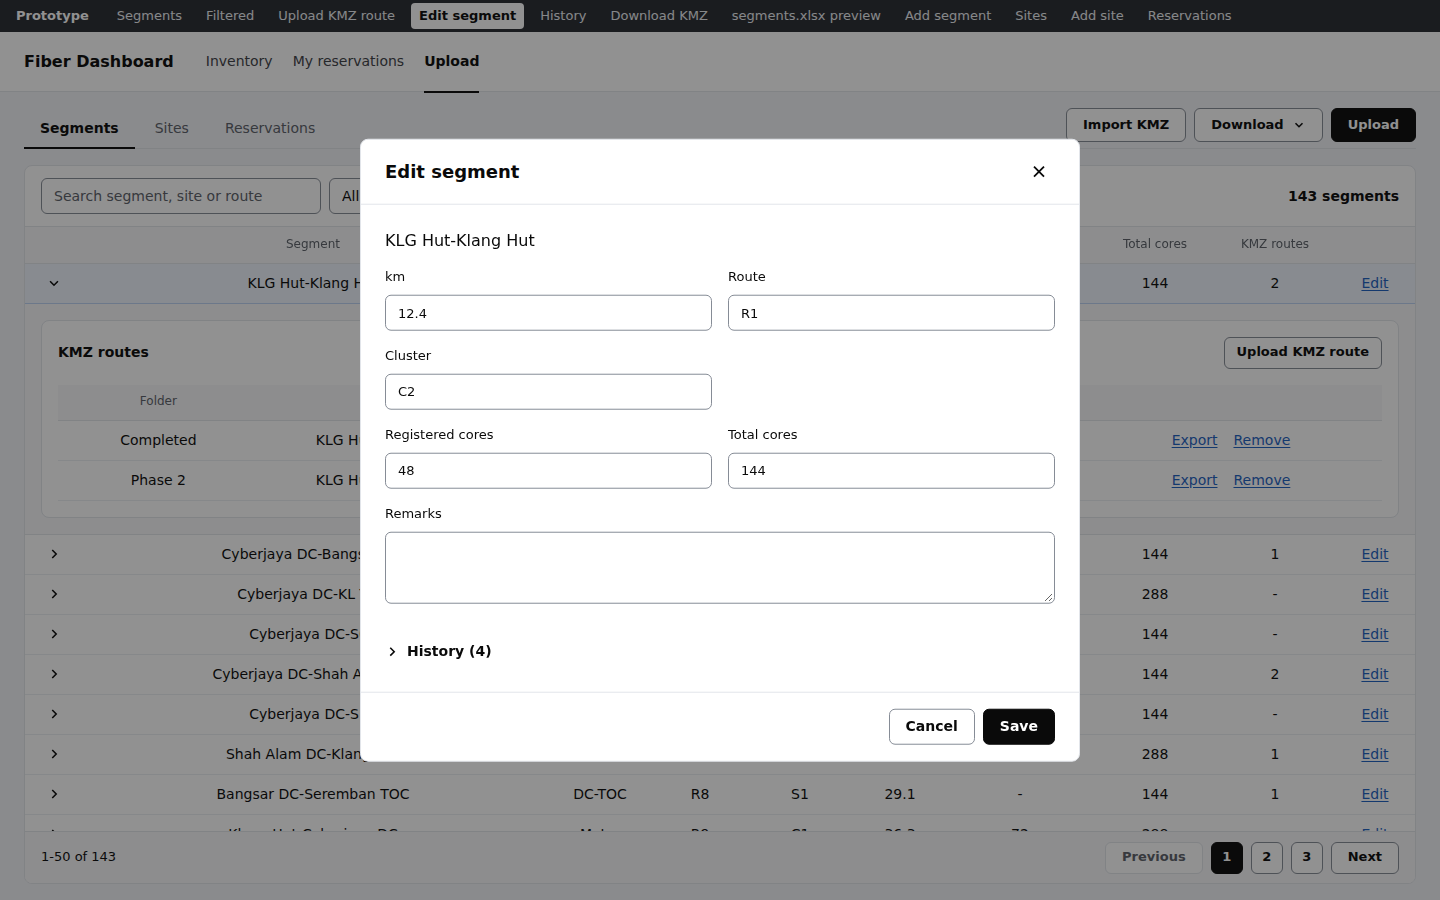 Prototype Segments Filtered Upload KMZ route Edit segment History Download KMZ segments.xlsx preview Add segment Sites Add site Reservations
Fiber Dashboard Inventory My reservations Upload
Segments Sites Reservations Import KMZ Download Upload
Search segment, site or route All 143 segments
Segment Total cores KMZ routes
KLG Hut-Klang H 144 2 Edit
KMZ routes Upload KMZ route
Folder
Completed KLG H Export Remove
Phase 2 KLG H Export Remove
Cyberjaya DC-Bangs 144 1 Edit
Cyberjaya DC-KL 288 - Edit
Cyberjaya DC-S 144 - Edit
Cyberjaya DC-Shah A 144 2 Edit
Cyberjaya DC-S 144 - Edit
Shah Alam DC-Klang 288 1 Edit
Bangsar DC-Seremban TOC DC-TOC R8 S1 29.1 - 144 1 Edit
1-50 of 143 Previous 1 2 3 Next
Edit segment
KLG Hut-Klang Hut
km Route
12.4 R1
Cluster
C2
Registered cores Total cores
48 144
Remarks
History (4)
Cancel Save